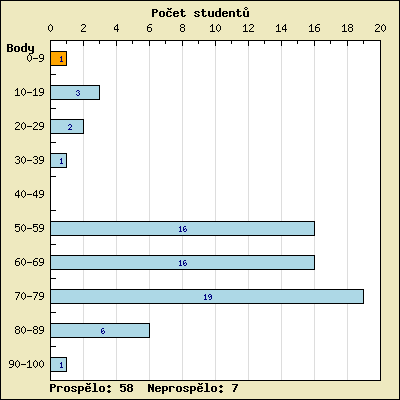 Počet studentů
0 2 4 6 8 10 12 14 16 18 20
Body
0-9 1
10-19 3
20-29 2
30-39 1
40-49
50-59 16
60-69 16
70-79 19
80-89 6
90-100 1
Prospělo: 58 Neprospělo: 7